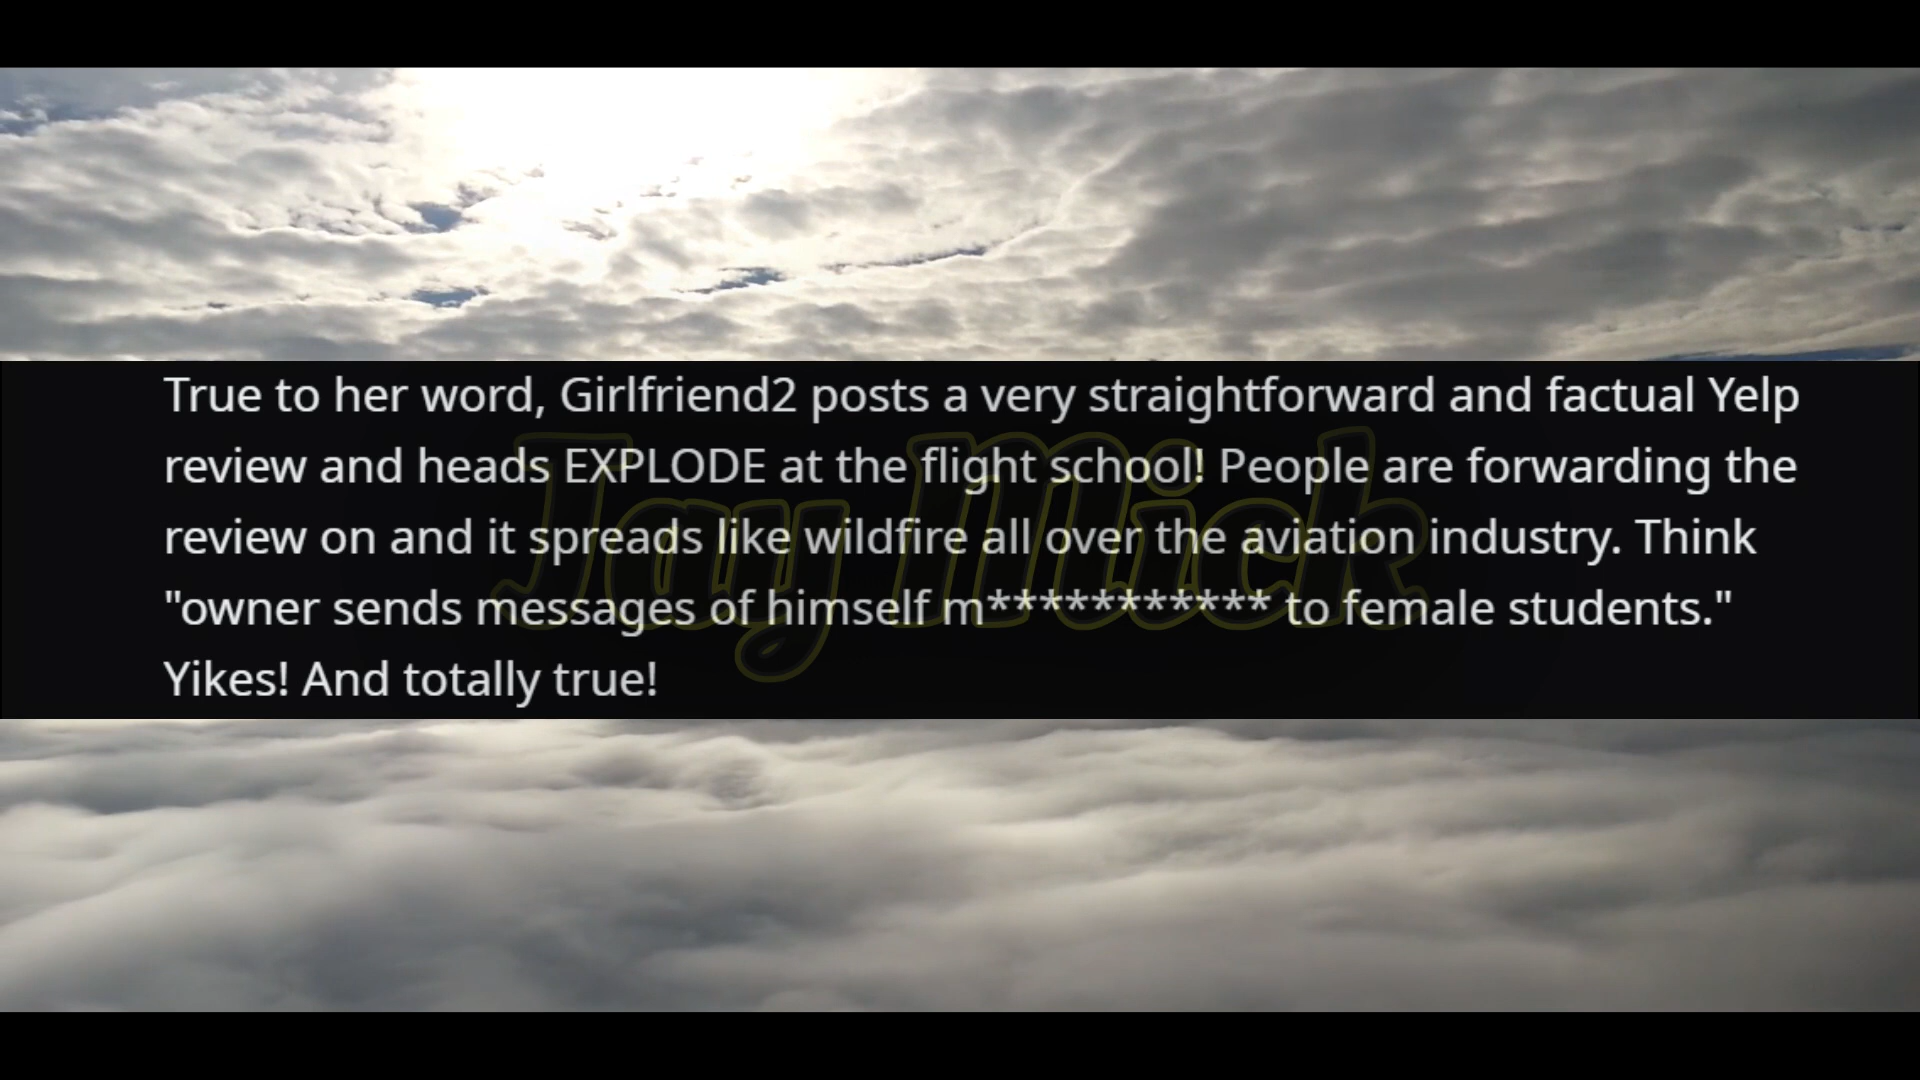 True to her word, Girlfriend2 posts a very straightforward and factual Yelp
review and heads EXPLODE at the flight school! People are forwarding the
review on and it spreads like wildfire all over the aviation industry. Think
"owner sends messages of himself m*********** to female students."
Yikes! And totally true!
Jay Mick